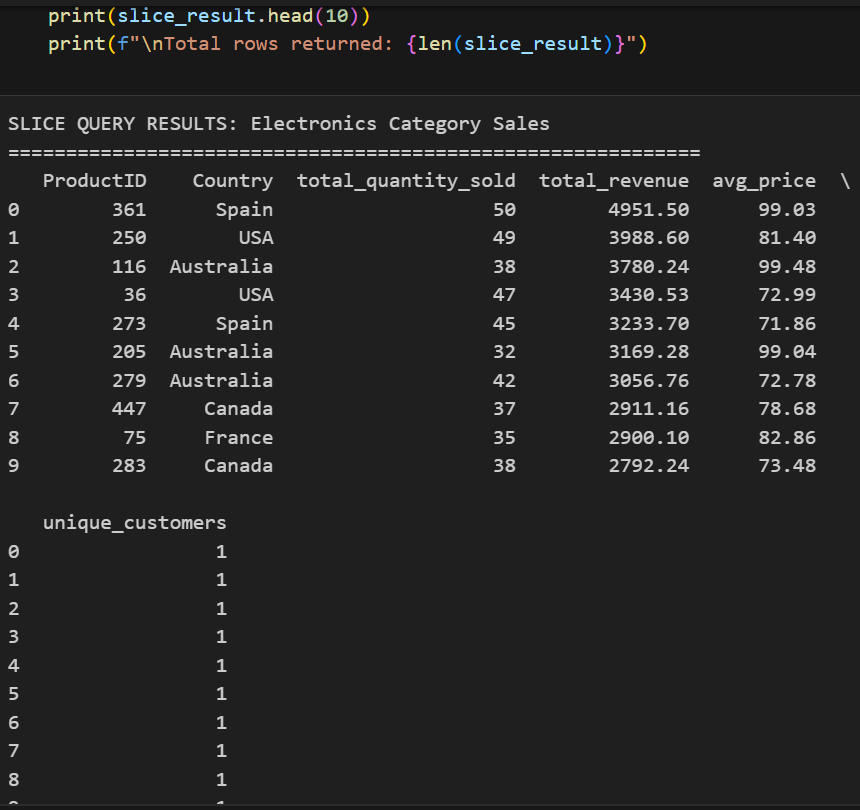 print(slice_result.head(10))
print(f"\nTotal rows returned: {len(slice_result)}")
SLICE QUERY RESULTS: Electronics Category Sales
============================================================
   ProductID    Country  total_quantity_sold  total_revenue  avg_price  \
0        361      Spain                   50        4951.50      99.03
1        250        USA                   49        3988.60      81.40
2        116  Australia                   38        3780.24      99.48
3         36        USA                   47        3430.53      72.99
4        273      Spain                   45        3233.70      71.86
5        205  Australia                   32        3169.28      99.04
6        279  Australia                   42        3056.76      72.78
7        447     Canada                   37        2911.16      78.68
8         75     France                   35        2900.10      82.86
9        283     Canada                   38        2792.24      73.48
   unique_customers
0                 1
1                 1
2                 1
3                 1
4                 1
5                 1
6                 1
7                 1
8                 1